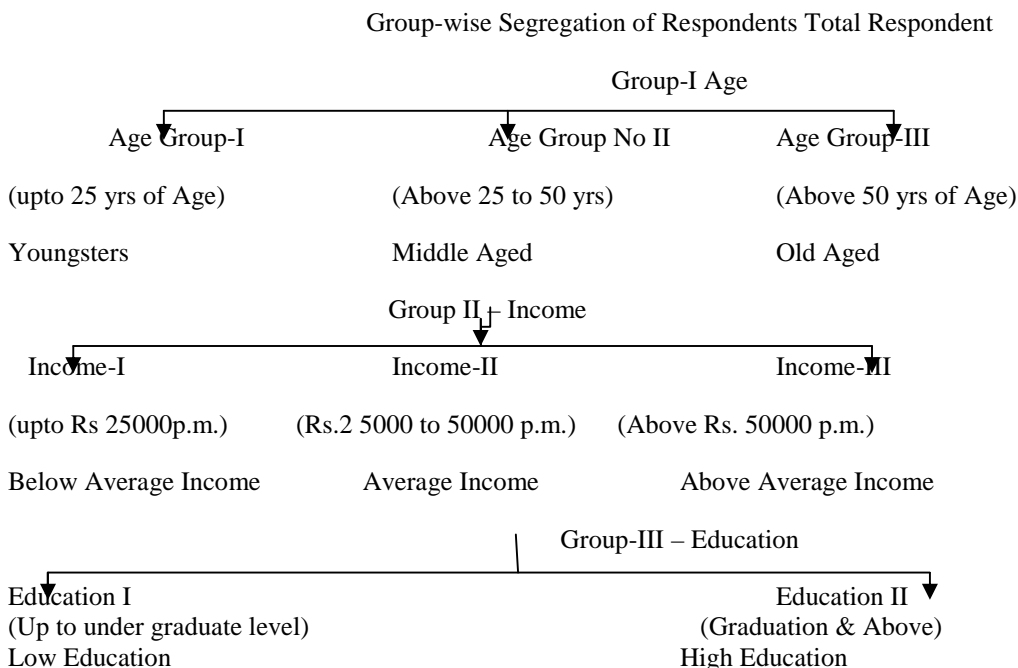 Group-wise Segregation of Respondents Total Respondent
Group-I Age
Age Group-I Age Group No II Age Group-III
(upto 25 yrs of Age) (Above 25 to 50 yrs) (Above 50 yrs of Age)
Youngsters Middle Aged Old Aged
Group II – Income
Income-I Income-II Income-III
(upto Rs 25000p.m.) (Rs.2 5000 to 50000 p.m.) (Above Rs. 50000 p.m.)
Below Average Income Average Income Above Average Income
Group-III – Education
Education I Education II
(Up to under graduate level) (Graduation & Above)
Low Education High Education